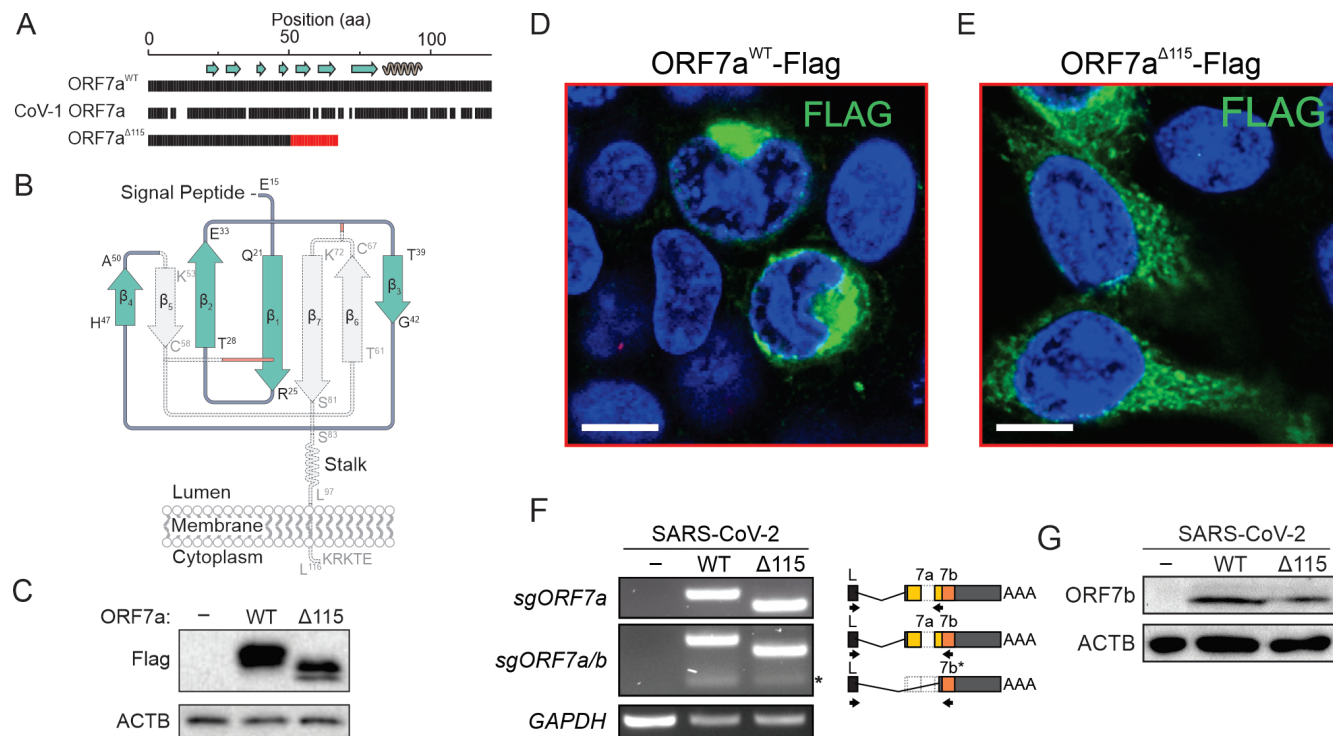 A
Position (aa)
0 50 100
ORF7a^WT
CoV-1 ORF7a
ORF7a^Δ115
B
Signal Peptide - E^15
E^33
Q^21
K^72
C^67
T^39
A^50
K^53
β4
β5
β2
β1
β7
β6
β3
H^47
C^58
T^28
T^61
G^42
R^25
S^81
S^83
Stalk
L^97
Lumen
Membrane
Cytoplasm
KRKTE
L^116
C
ORF7a: – WT Δ115
Flag
ACTB
D
ORF7a^WT-Flag
FLAG
E
ORF7a^Δ115-Flag
FLAG
F
SARS-CoV-2
– WT Δ115
sgORF7a
sgORF7a/b
*
GAPDH
L 7a 7b
AAA
L 7a 7b
AAA
L 7b*
AAA
G
SARS-CoV-2
– WT Δ115
ORF7b
ACTB